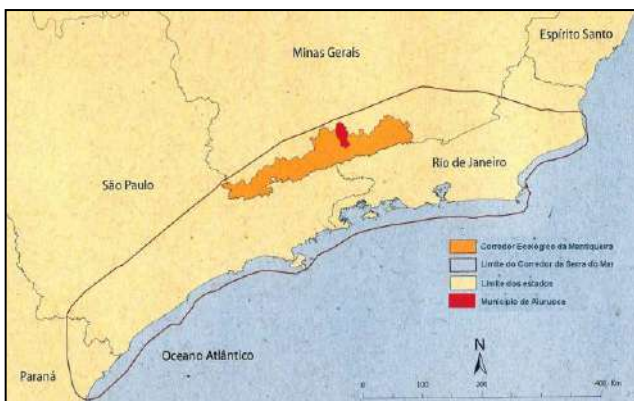 Espírito Santo
Minas Gerais
Rio de Janeiro
São Paulo
Corredor Ecológico da Mantiqueira
Limite do Corredor da Serra do Mar
Limite dos estados
Município de Aiuruoca
N
Oceano Atlântico
Paraná
0 100 200 400 Km